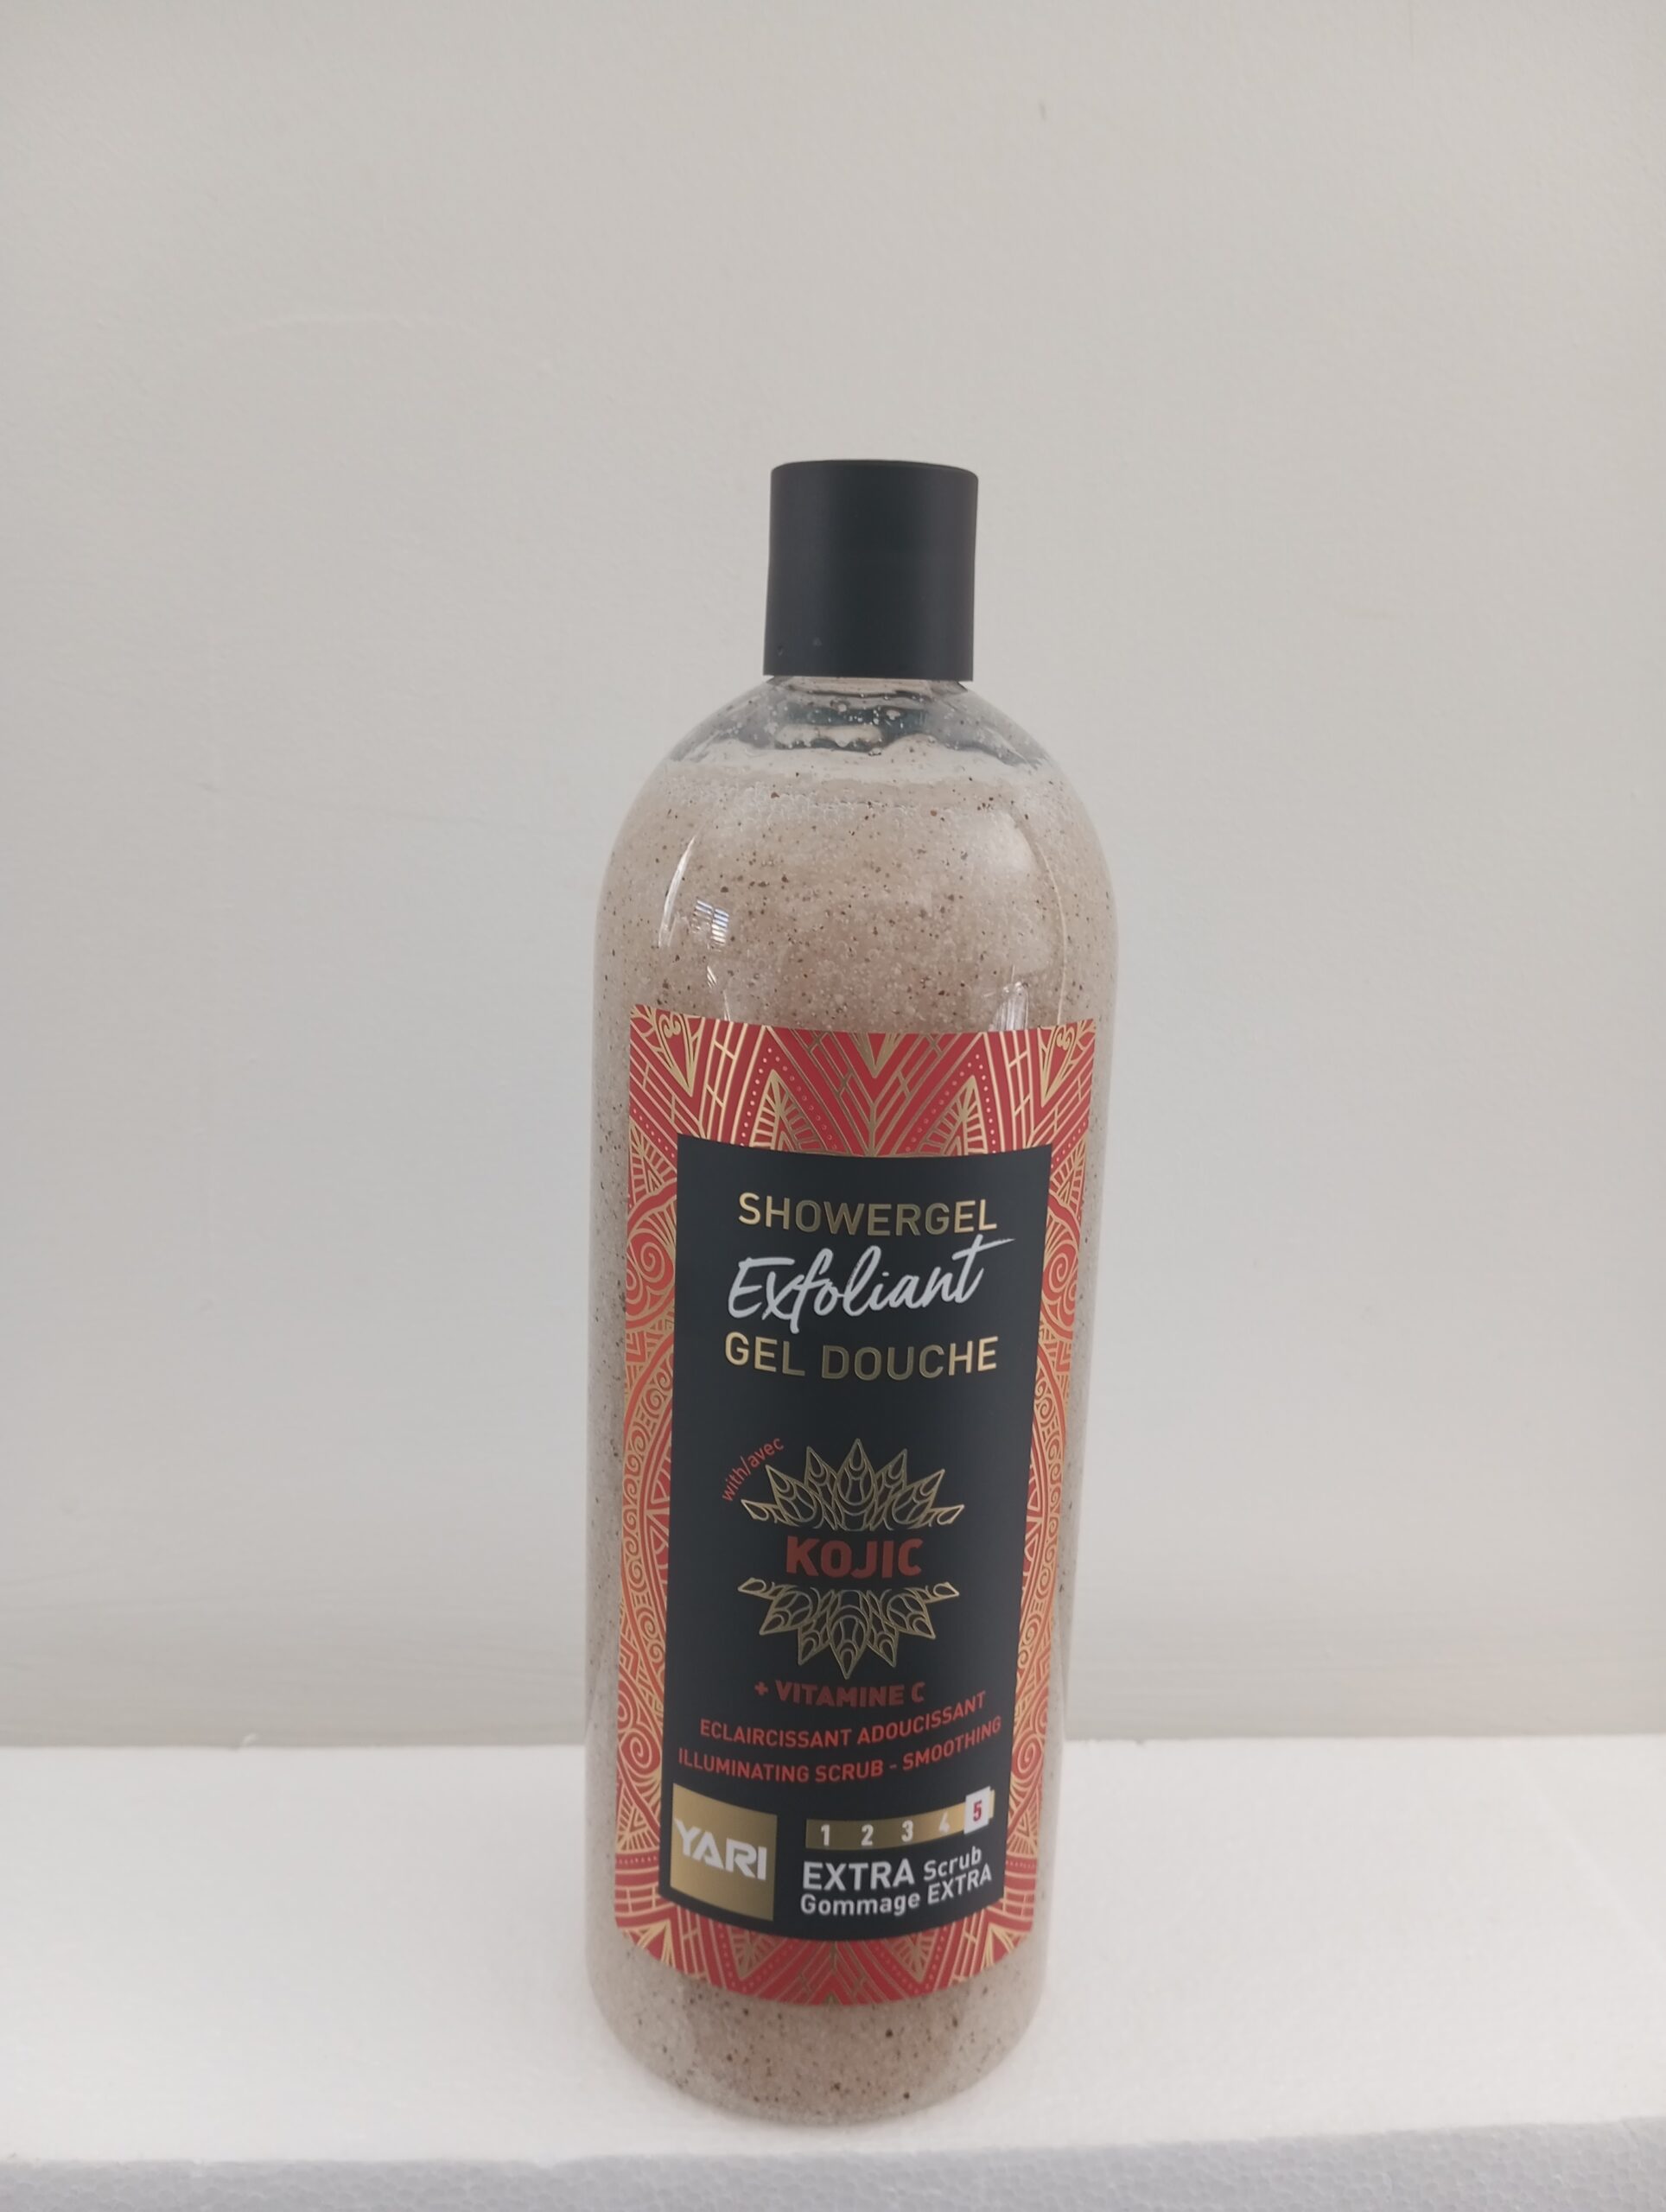 SHOWERGEL
Exfoliant
GEL DOUCHE
with/avec
KOJIC
+ VITAMINE C
ECLAIRCISSANT ADOUCISSANT
ILLUMINATING SCRUB - SMOOTHING
YARI
1 2 3 4 5
EXTRA Scrub
Gommage EXTRA